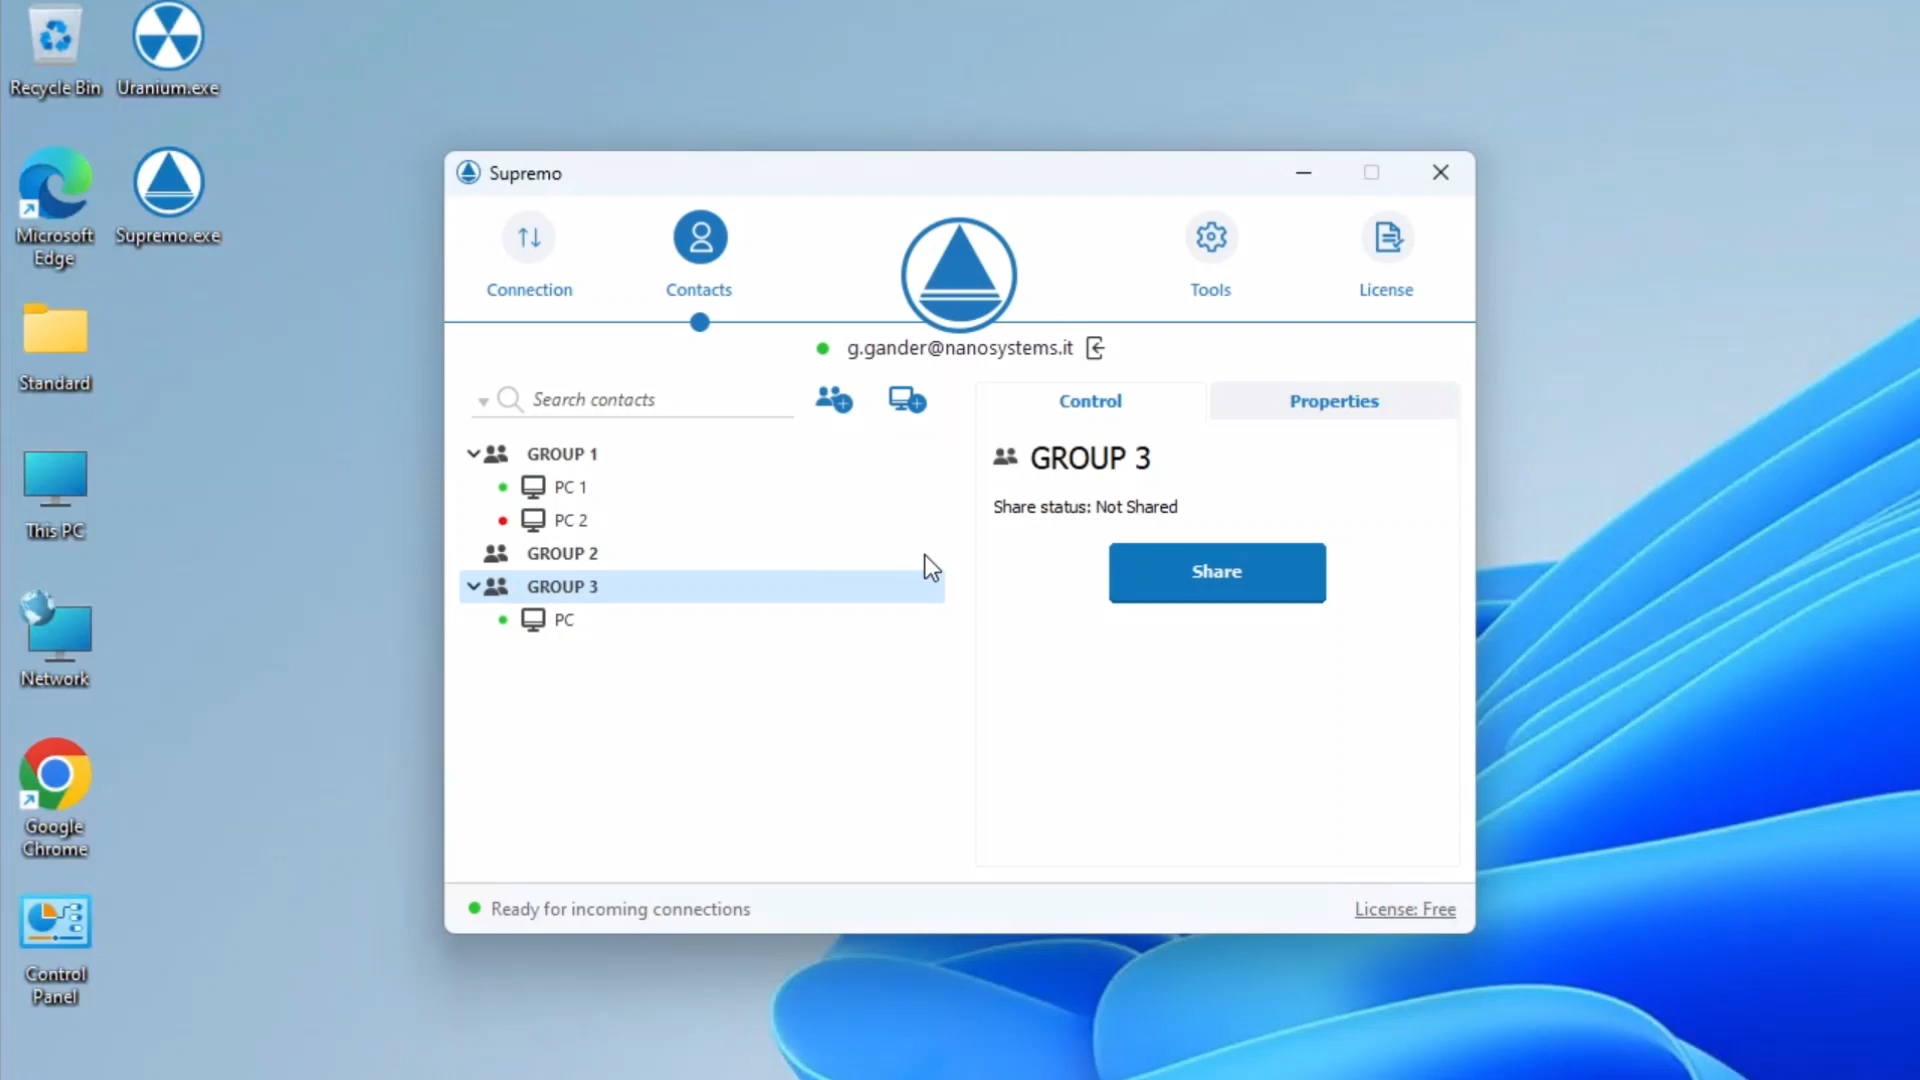 Recycle Bin
Uranium.exe
Microsoft
Edge
Supremo.exe
Standard
This PC
Network
Google
Chrome
Control
Panel
Supremo
Connection
Contacts
Tools
License
g.gander@nanosystems.it
Search contacts
GROUP 1
PC 1
PC 2
GROUP 2
GROUP 3
PC
Control
Properties
GROUP 3
Share status: Not Shared
Share
Ready for incoming connections
License: Free